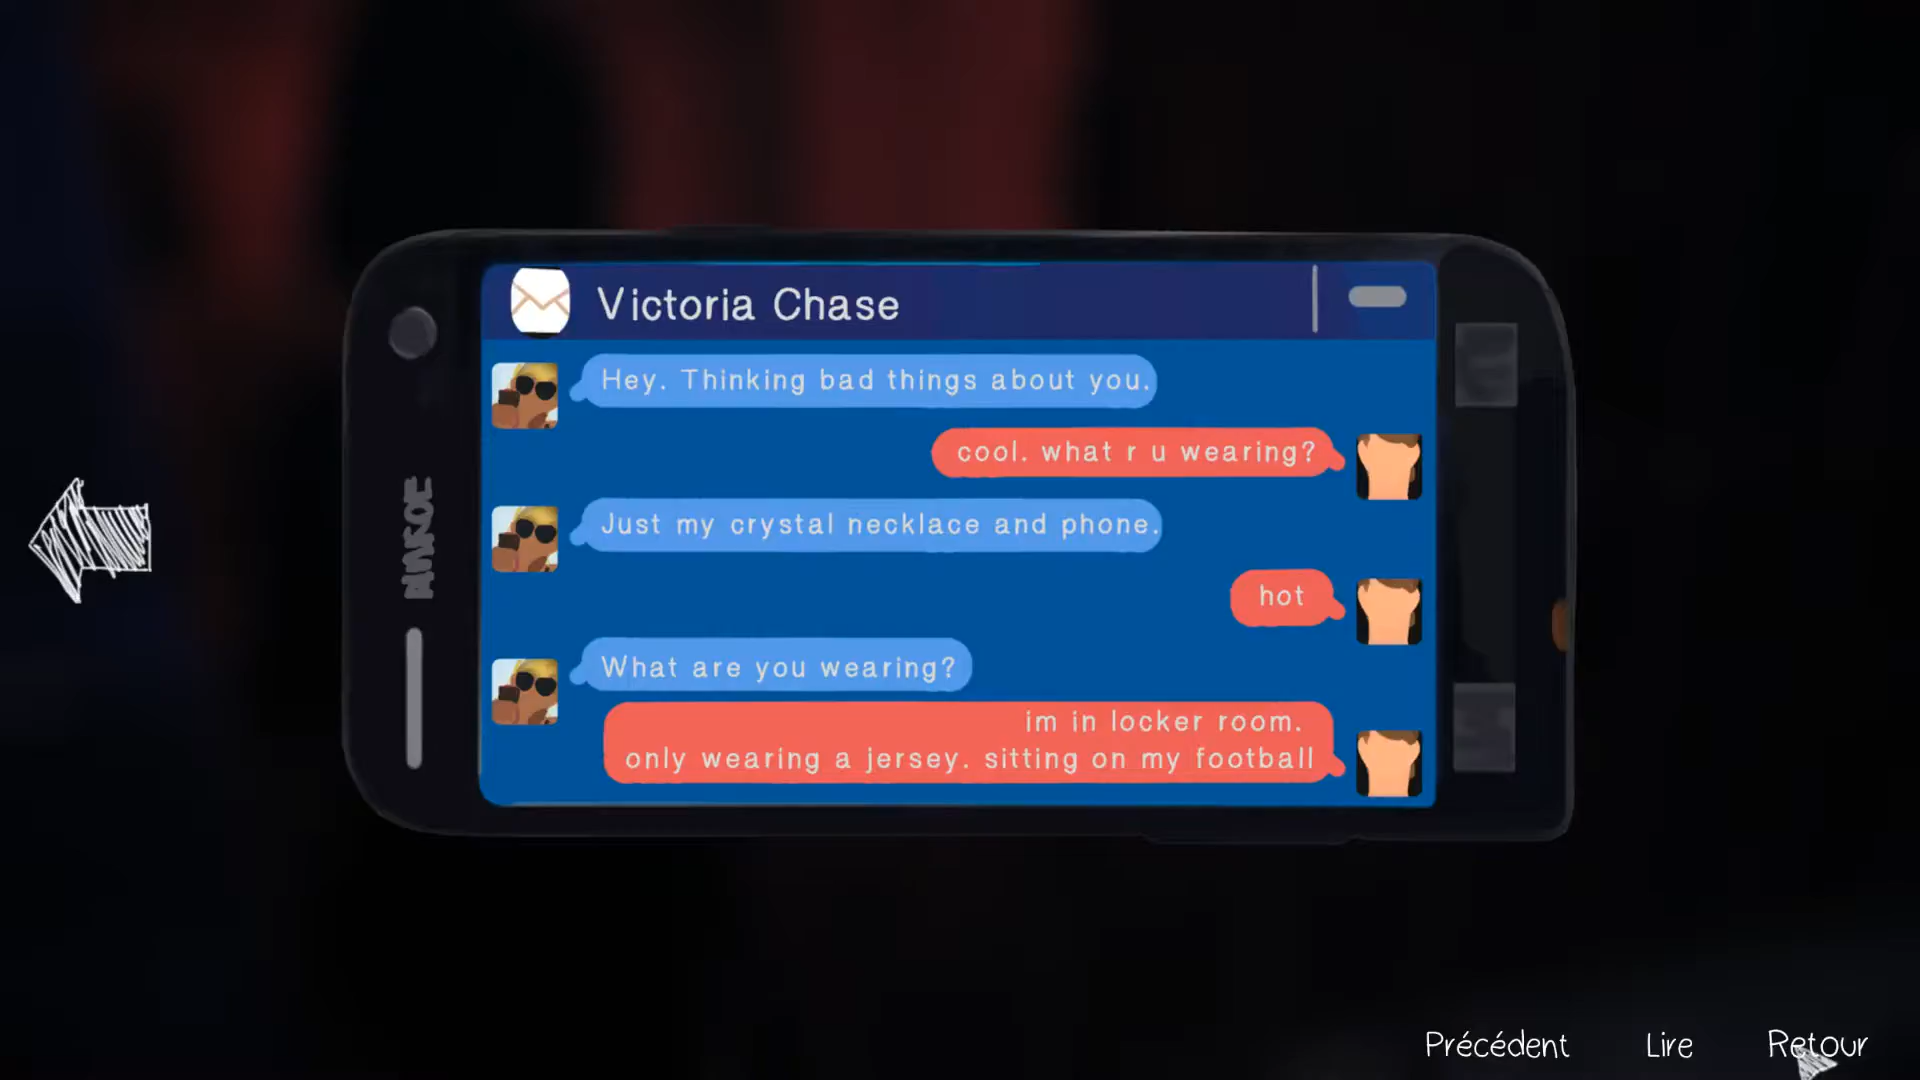 Victoria Chase
Hey. Thinking bad things about you.
cool. what r u wearing?
Just my crystal necklace and phone.
hot
What are you wearing?
im in locker room.
only wearing a jersey. sitting on my football
Précédent
Lire
Retour